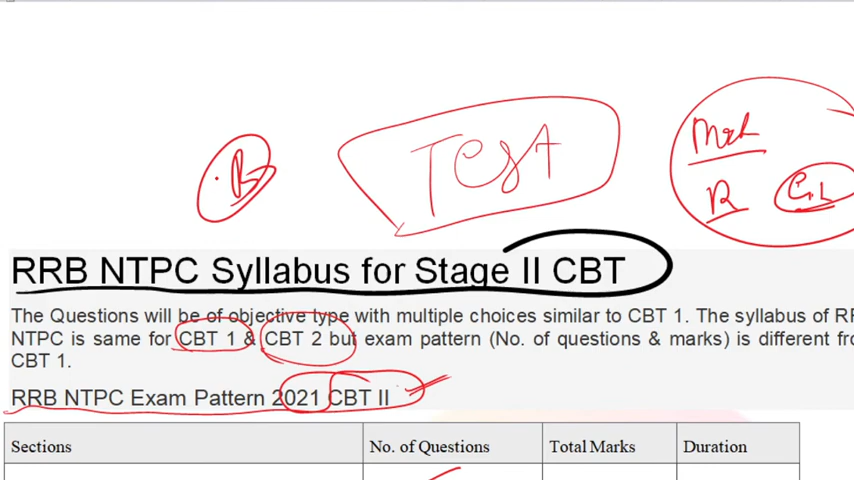 Test
R
RRB NTPC Syllabus for Stage II CBT
The Questions will be of objective type with multiple choices similar to CBT 1. The syllabus of
NTPC is same for CBT 1 & CBT 2 but exam pattern (No. of questions & marks) is different
CBT 1.
RRB NTPC Exam Pattern 2021 CBT II
Sections No. of Questions Total Marks Duration